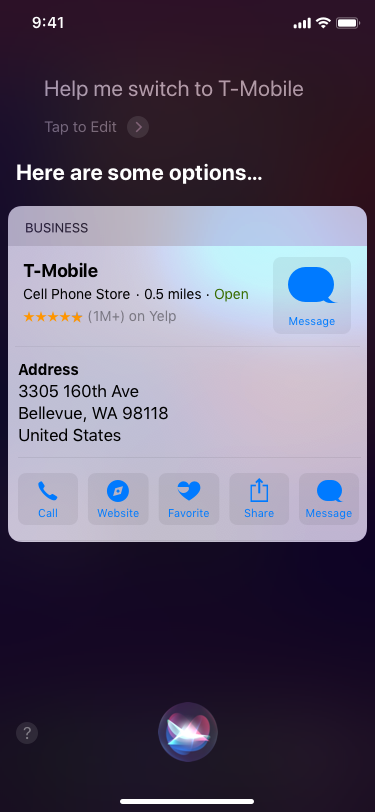 9:41
Help me switch to T-Mobile
Tap to Edit
Here are some options...
BUSINESS
T-Mobile
Cell Phone Store · 0.5 miles · Open
★★★★★ (1M+) on Yelp
Message
Address
3305 160th Ave
Bellevue, WA 98118
United States
Call Website Favorite Share Message
?